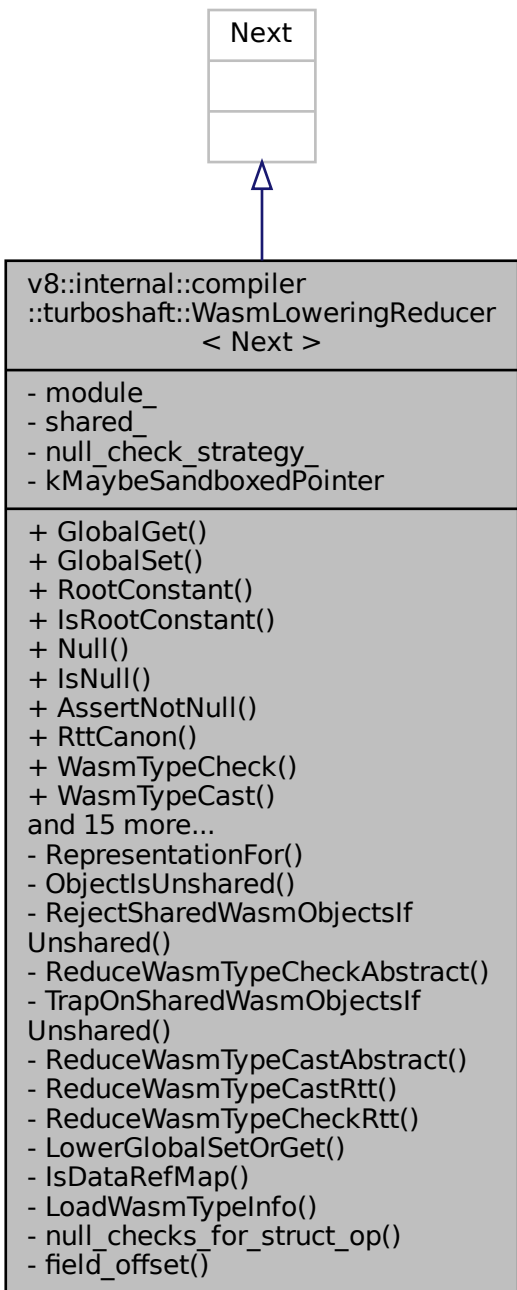 Next
v8::internal::compiler
::turboshaft::WasmLoweringReducer
< Next >
- module_
- shared_
- null_check_strategy_
- kMaybeSandboxedPointer
+ GlobalGet()
+ GlobalSet()
+ RootConstant()
+ IsRootConstant()
+ Null()
+ IsNull()
+ AssertNotNull()
+ RttCanon()
+ WasmTypeCheck()
+ WasmTypeCast()
and 15 more...
- RepresentationFor()
- ObjectIsUnshared()
- RejectSharedWasmObjectsIf
Unshared()
- ReduceWasmTypeCheckAbstract()
- TrapOnSharedWasmObjectsIf
Unshared()
- ReduceWasmTypeCastAbstract()
- ReduceWasmTypeCastRtt()
- ReduceWasmTypeCheckRtt()
- LowerGlobalSetOrGet()
- IsDataRefMap()
- LoadWasmTypeInfo()
- null_checks_for_struct_op()
- field_offset()